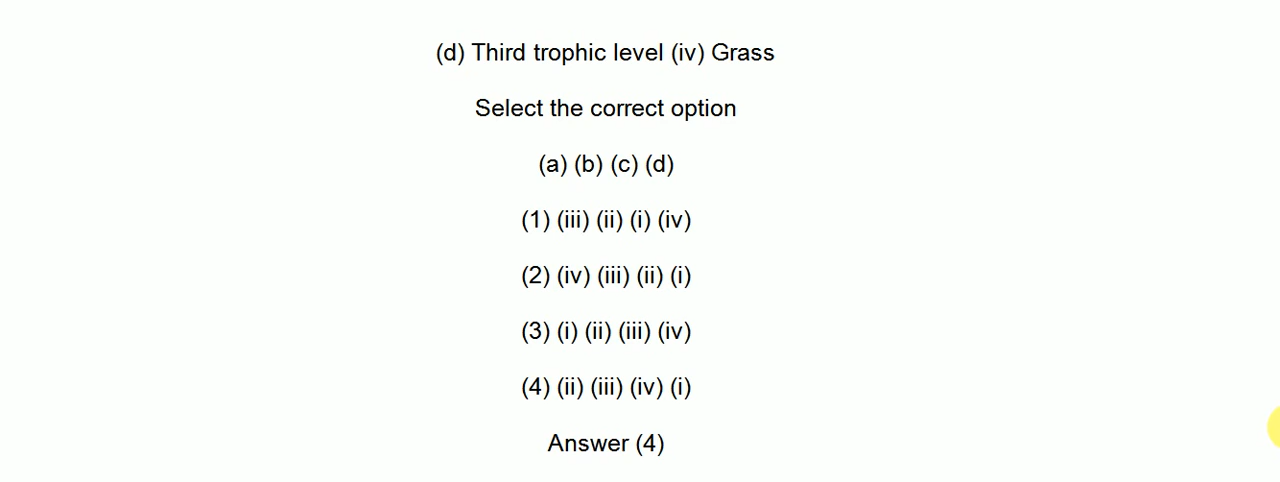 (d) Third trophic level (iv) Grass
Select the correct option
(a) (b) (c) (d)
(1) (iii) (ii) (i) (iv)
(2) (iv) (iii) (ii) (i)
(3) (i) (ii) (iii) (iv)
(4) (ii) (iii) (iv) (i)
Answer (4)